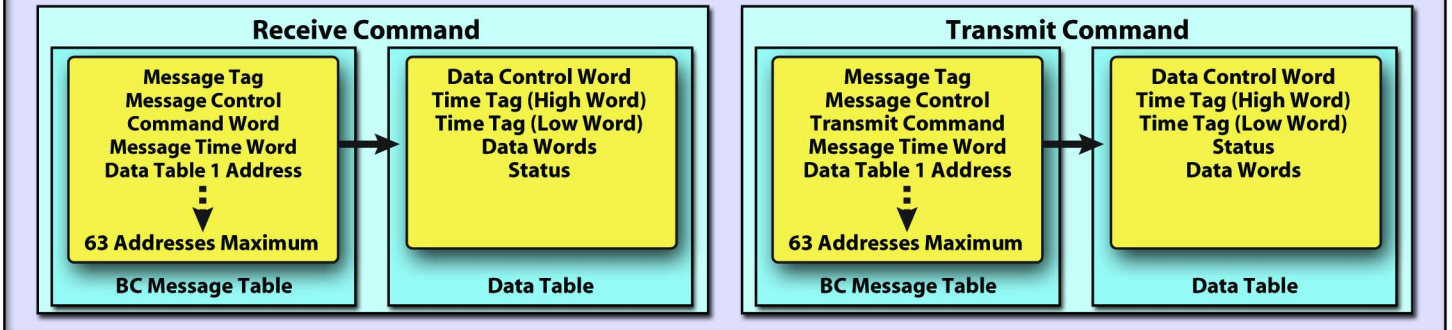 Receive Command
Message Tag
Message Control
Command Word
Message Time Word
Data Table 1 Address
63 Addresses Maximum
BC Message Table
Data Control Word
Time Tag (High Word)
Time Tag (Low Word)
Data Words
Status
Data Table
Transmit Command
Message Tag
Message Control
Transmit Command
Message Time Word
Data Table 1 Address
63 Addresses Maximum
BC Message Table
Data Control Word
Time Tag (High Word)
Time Tag (Low Word)
Status
Data Words
Data Table